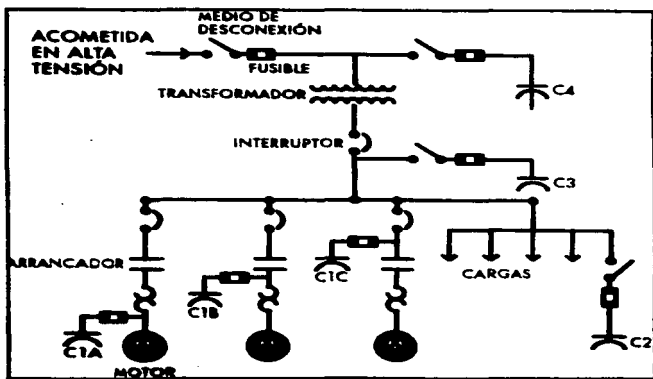 MEDIO DE
DESCONEXIÓN
ACOMETIDA
EN ALTA
TENSIÓN
FUSIBLE
TRANSFORMADOR
C4
INTERRUPTOR
C3
ARRANCADOR
C1C
CARGAS
C1B
C1A
C2
MOTOR